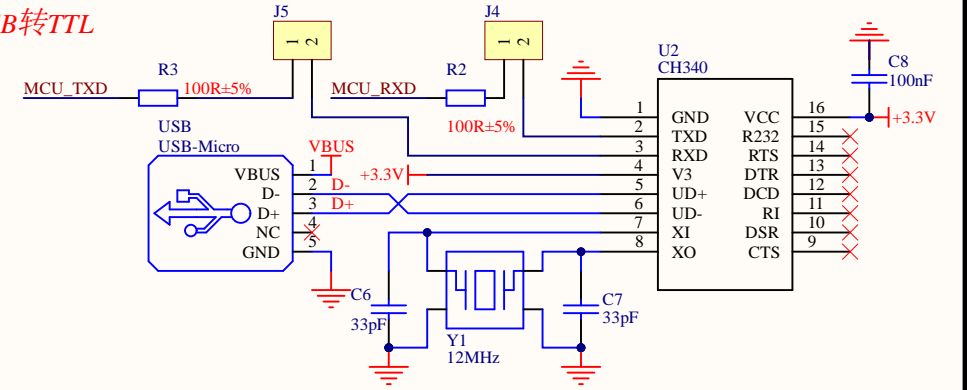 B转TTL
J5
1 2
J4
1 2
MCU_TXD
R3
100R±5%
MCU_RXD
R2
100R±5%
U2
CH340
C8
100nF
+3.3V
USB
USB-Micro
VBUS
VBUS 1
D- 2 D-
D+ 3 D+
NC 4
GND 5
+3.3V
1 GND VCC 16
2 TXD R232 15
3 RXD RTS 14
4 V3 DTR 13
5 UD+ DCD 12
6 UD- RI 11
7 XI DSR 10
8 XO CTS 9
C6
33pF
Y1
12MHz
C7
33pF